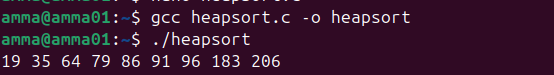 amma@amma01:~$ gcc heapsort.c -o heapsort
amma@amma01:~$ ./heapsort
19 35 64 79 86 91 96 183 206